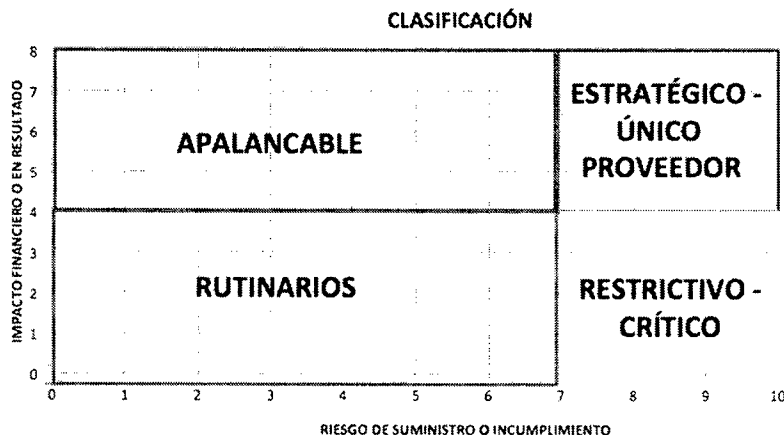 CLASIFICACIÓN
IMPACTO FINANCIERO O EN RESULTADO
8
7
6
5
4
3
2
1
0
APALANCABLE
ESTRATÉGICO -
ÚNICO
PROVEEDOR
RUTINARIOS
RESTRICTIVO -
CRÍTICO
0 1 2 3 4 5 6 7 8 9 10
RIESGO DE SUMINISTRO O INCUMPLIMIENTO